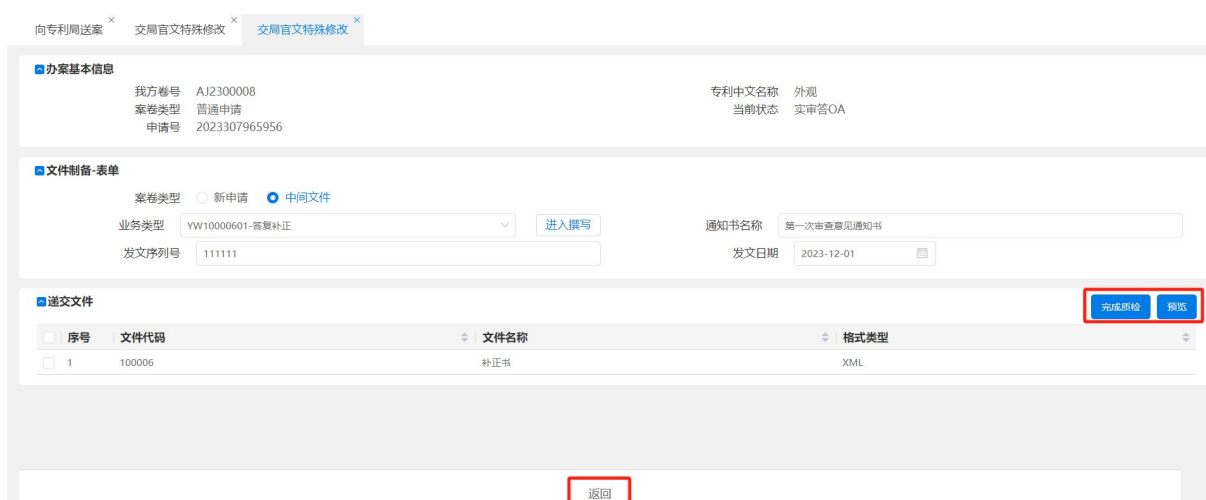 向专利局送案 × 交局官文特殊修改 × 交局官文特殊修改 ×
办案基本信息
我方卷号 AJ2300008 专利中文名称 外观
案卷类型 普通申请 当前状态 实审答OA
申请号 2023307965956
文件制备-表单
案卷类型 新申请 中间文件
业务类型 YW10000601-答复补正 进入撰写 通知书名称 第一次审查意见通知书
发文序列号 111111 发文日期 2023-12-01
递交文件 完成质检 预览
序号 文件代码 文件名称 格式类型
1 100006 补正书 XML
返回